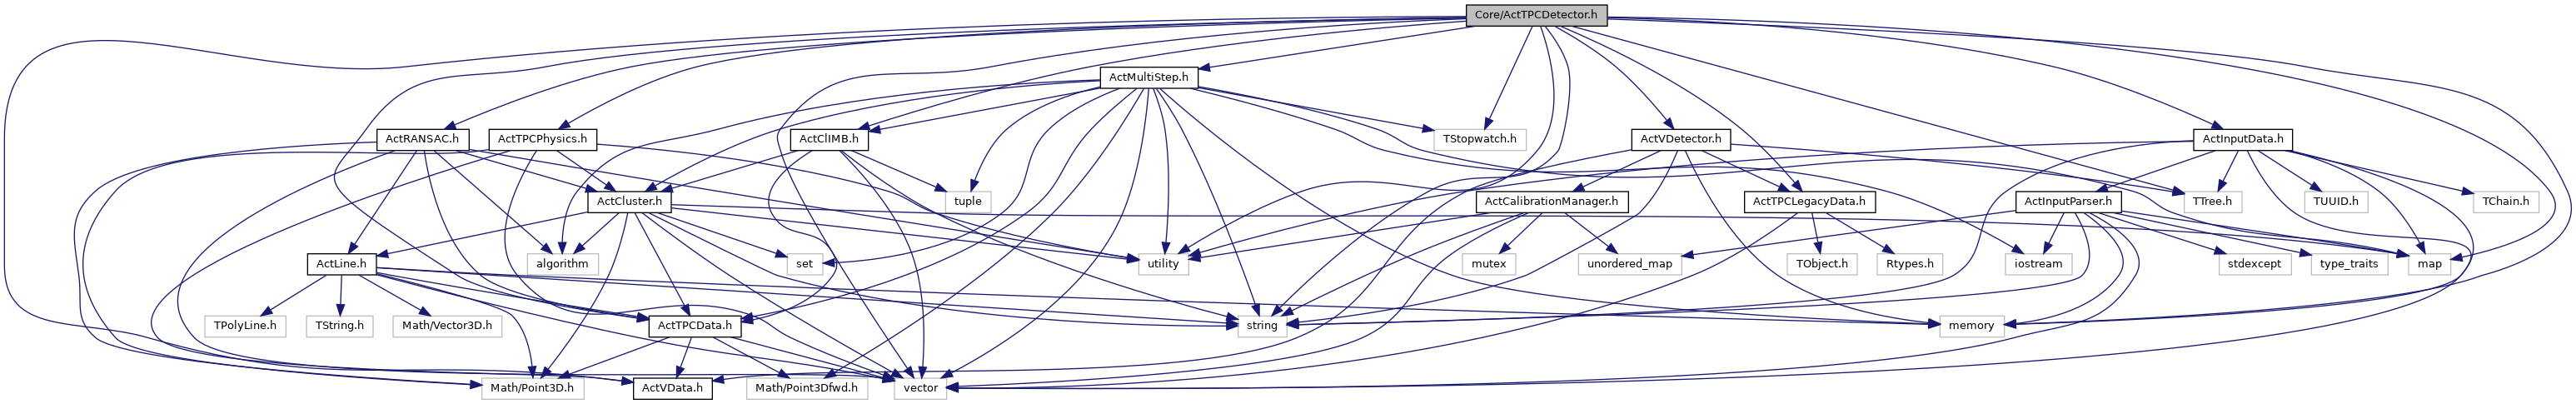 Core/ActTPCDetector.h
ActMultiStep.h
ActRANSAC.h
ActTPCPhysics.h
ActClIMB.h
TStopwatch.h
ActVDetector.h
ActInputData.h
ActCluster.h
tuple
ActCalibrationManager.h
ActTPCLegacyData.h
ActInputParser.h
TTree.h
TUUID.h
TChain.h
ActLine.h
algorithm
set
utility
mutex
unordered_map
TObject.h
Rtypes.h
iostream
stdexcept
type_traits
map
TPolyLine.h
TString.h
Math/Vector3D.h
ActTPCData.h
string
memory
Math/Point3D.h
ActVData.h
Math/Point3Dfwd.h
vector